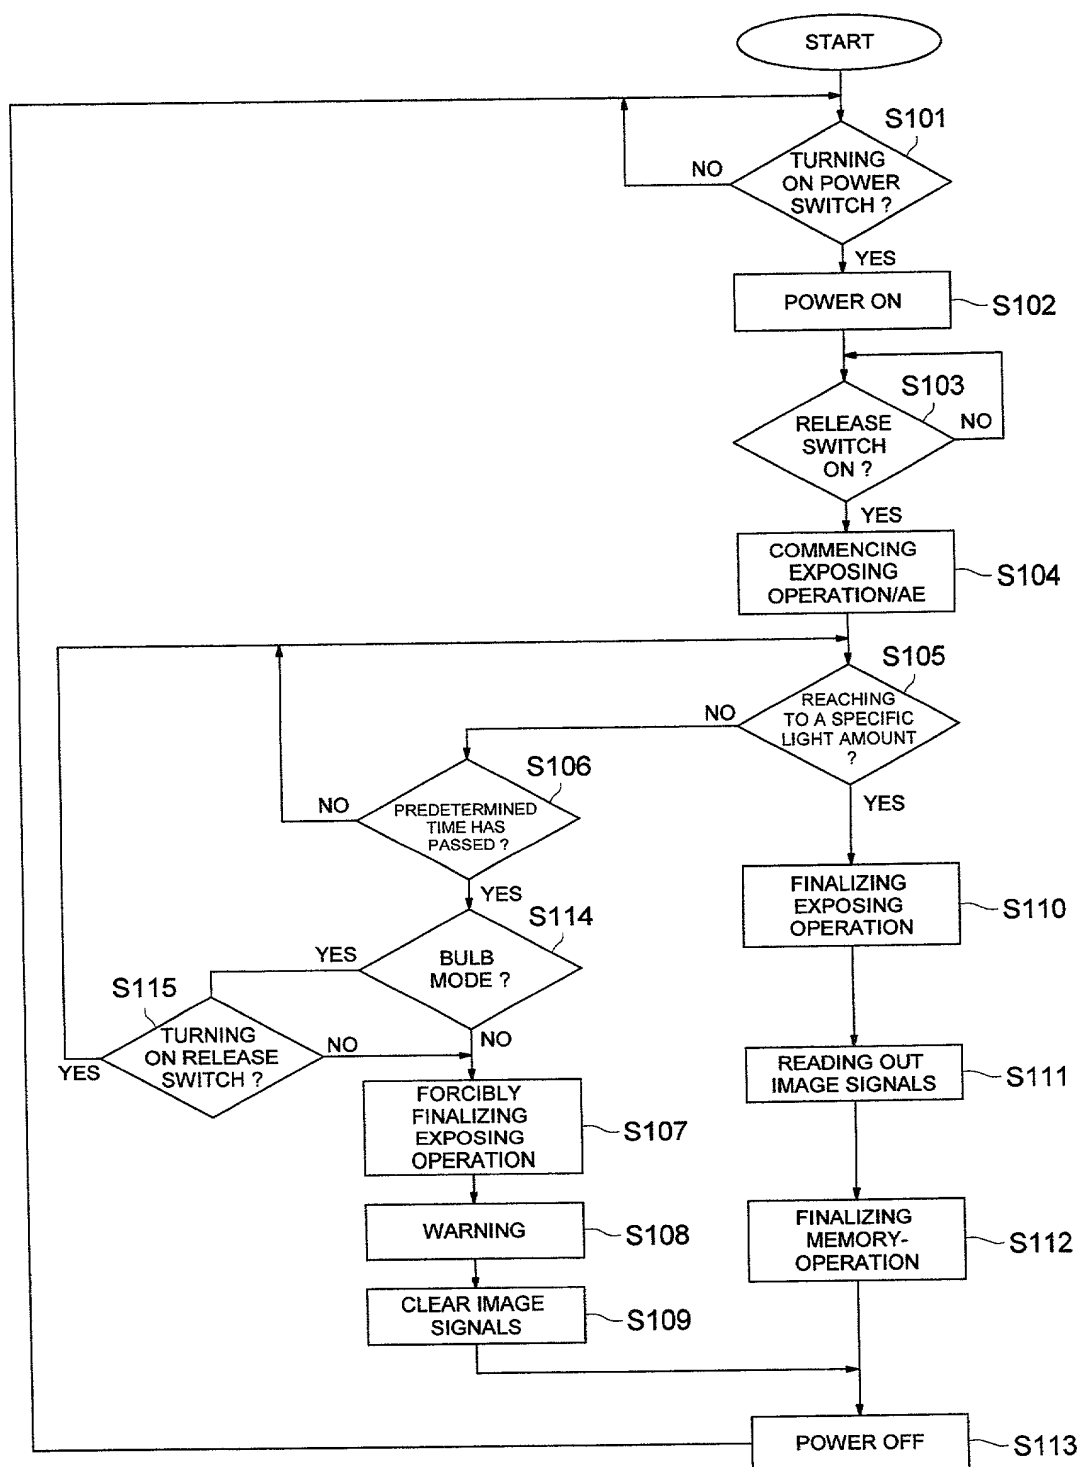 START
S101
TURNING
ON POWER
SWITCH ?
NO
YES
POWER ON
S102
S103
RELEASE
SWITCH
ON ?
NO
YES
COMMENCING
EXPOSING
OPERATION/AE
S104
S105
REACHING
TO A SPECIFIC
LIGHT AMOUNT
?
NO
YES
S106
PREDETERMINED
TIME HAS
PASSED ?
NO
YES
S114
BULB
MODE ?
YES
NO
S115
TURNING
ON RELEASE
SWITCH ?
YES
NO
FORCIBLY
FINALIZING
EXPOSING
OPERATION
S107
WARNING
S108
CLEAR IMAGE
SIGNALS
S109
FINALIZING
EXPOSING
OPERATION
S110
READING OUT
IMAGE SIGNALS
S111
FINALIZING
MEMORY-
OPERATION
S112
POWER OFF
S113